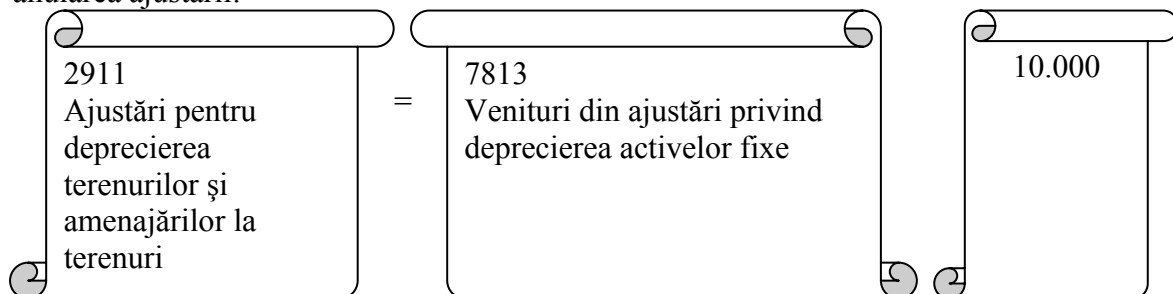 anularea ajustării:
2911
Ajustări pentru
deprecierea
terenurilor şi
amenajărilor la
terenuri
=
7813
Venituri din ajustări privind
deprecierea activelor fixe
10.000